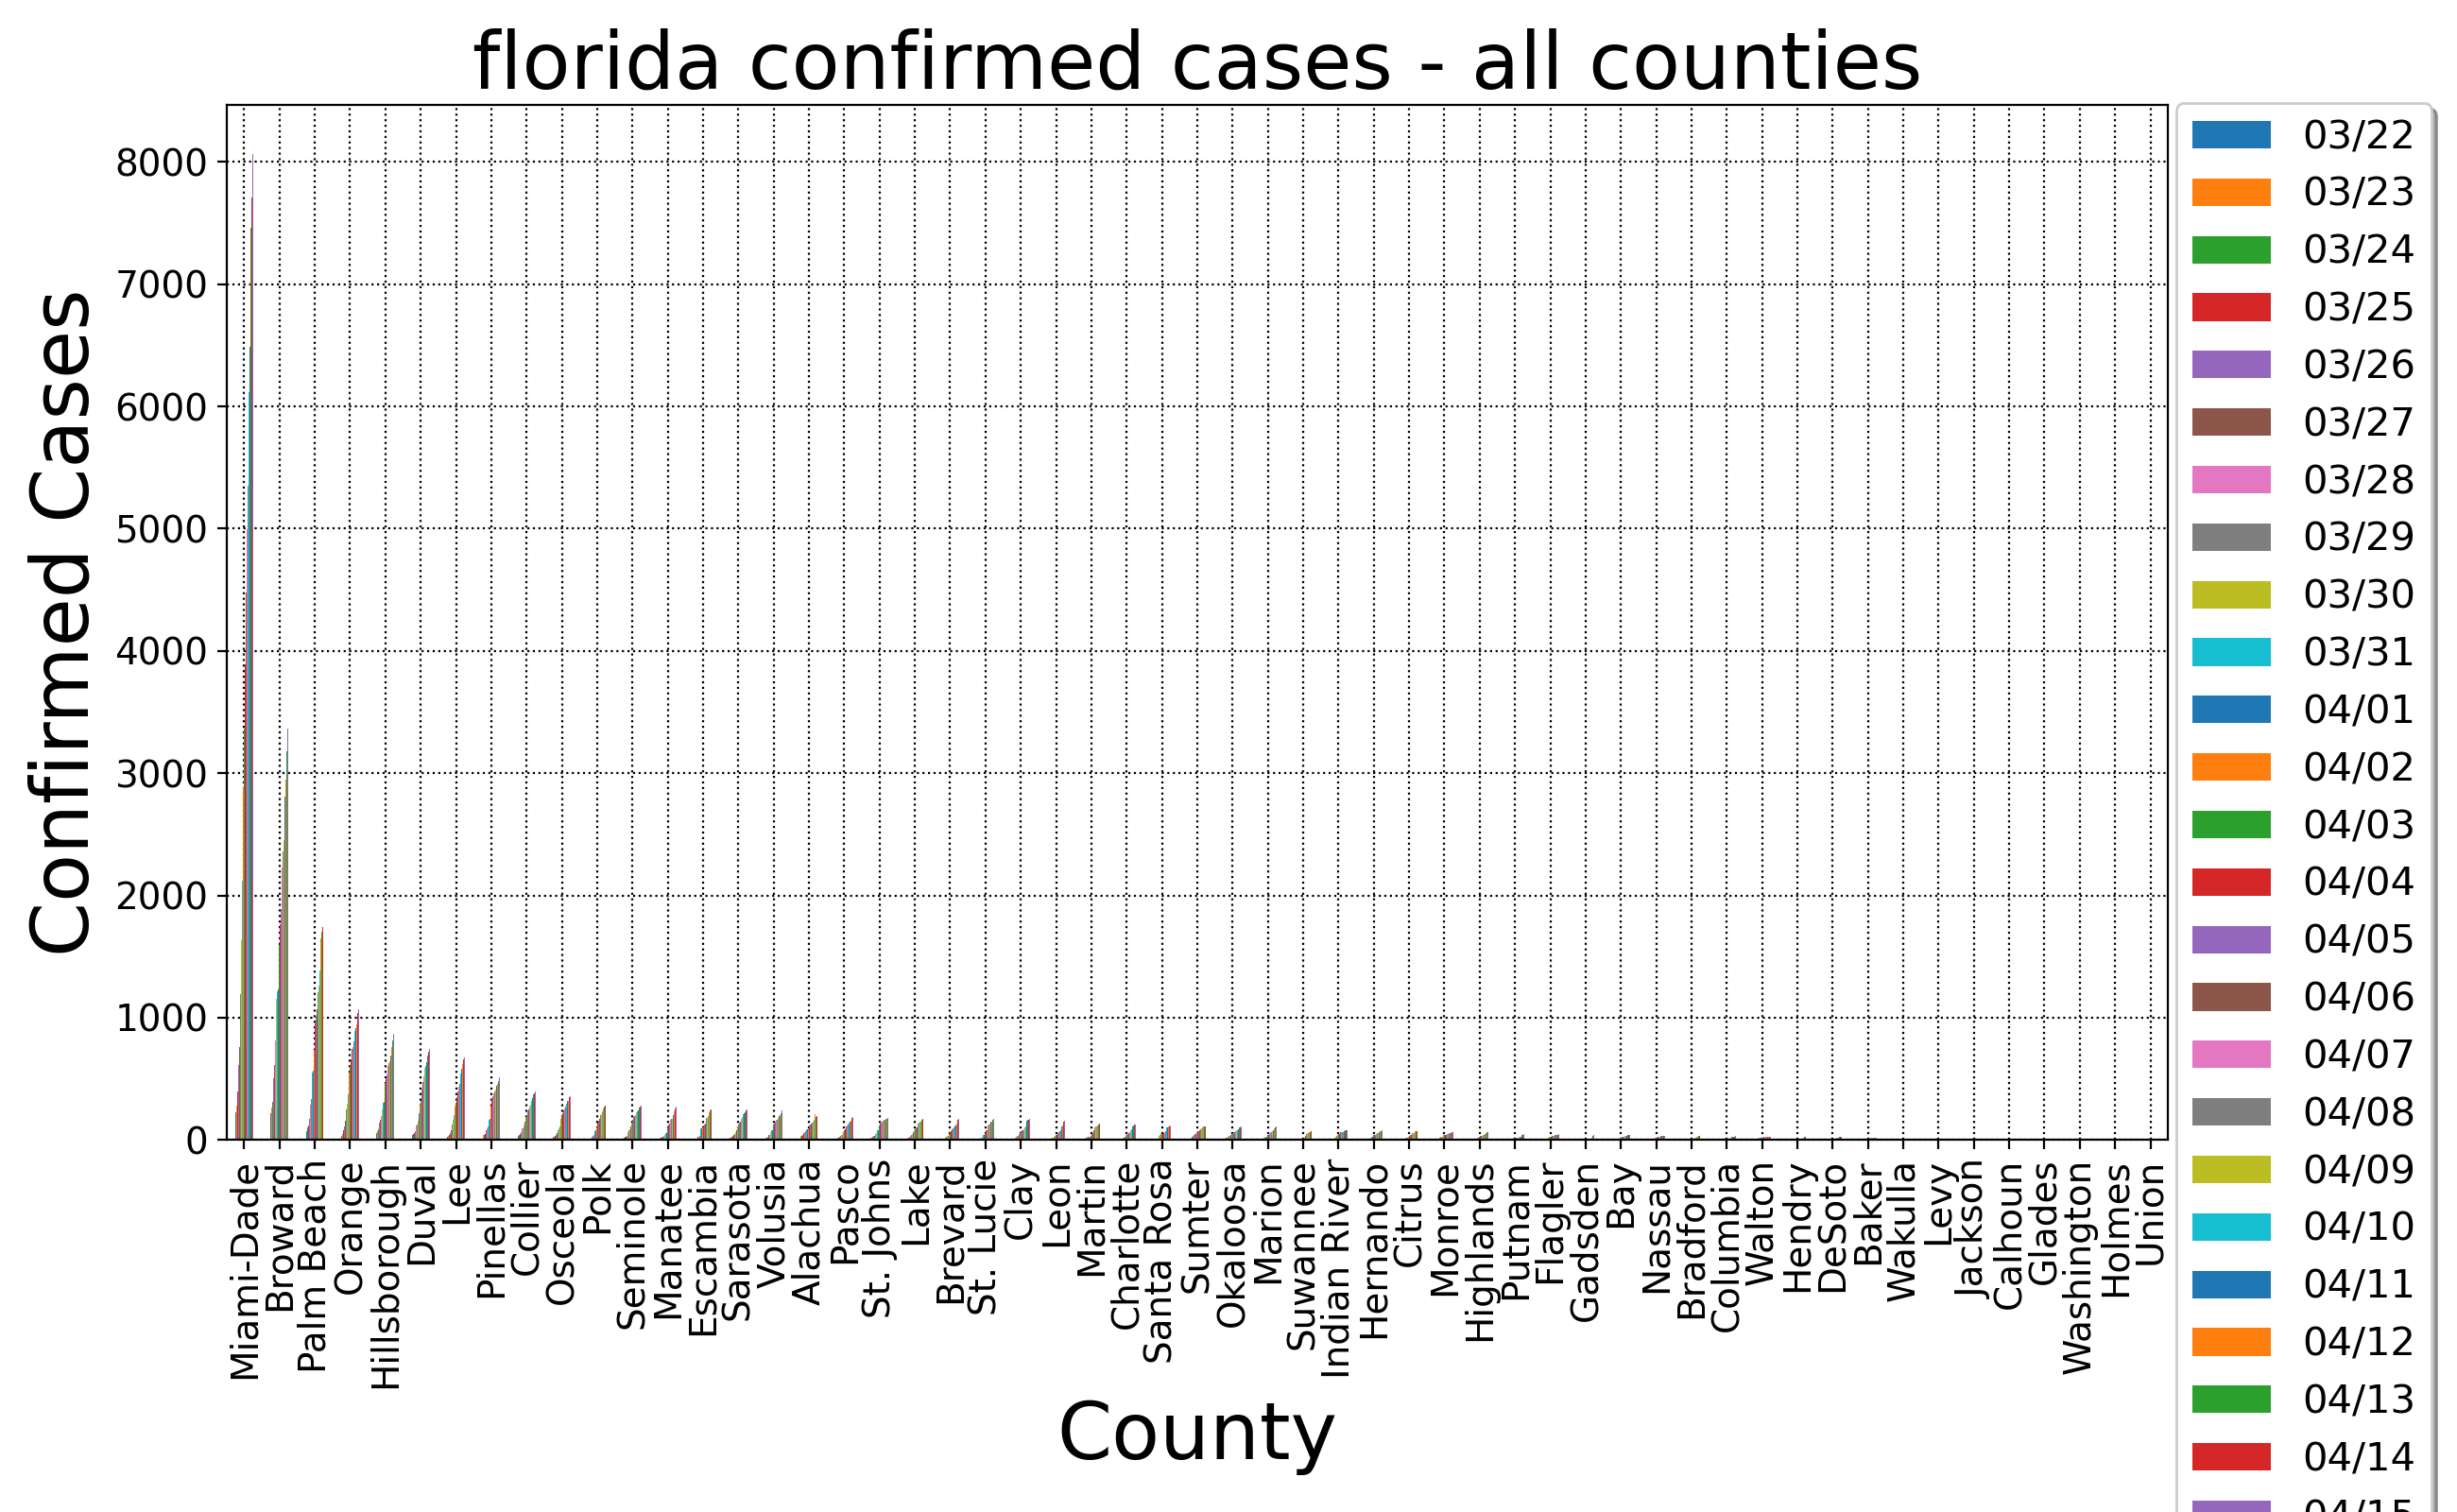 florida confirmed cases - all counties
Confirmed Cases
8000
7000
6000
5000
4000
3000
2000
1000
0
Miami-Dade
Broward
Palm Beach
Orange
Hillsborough
Duval
Lee
Pinellas
Collier
Osceola
Polk
Seminole
Manatee
Escambia
Sarasota
Volusia
Alachua
Pasco
St. Johns
Lake
Brevard
St. Lucie
Clay
Leon
Martin
Charlotte
Santa Rosa
Sumter
Okaloosa
Marion
Suwannee
Indian River
Hernando
Citrus
Monroe
Highlands
Putnam
Flagler
Gadsden
Bay
Nassau
Bradford
Columbia
Walton
Hendry
DeSoto
Baker
Wakulla
Levy
Jackson
Calhoun
Glades
Washington
Holmes
Union
County
03/22
03/23
03/24
03/25
03/26
03/27
03/28
03/29
03/30
03/31
04/01
04/02
04/03
04/04
04/05
04/06
04/07
04/08
04/09
04/10
04/11
04/12
04/13
04/14
04/15